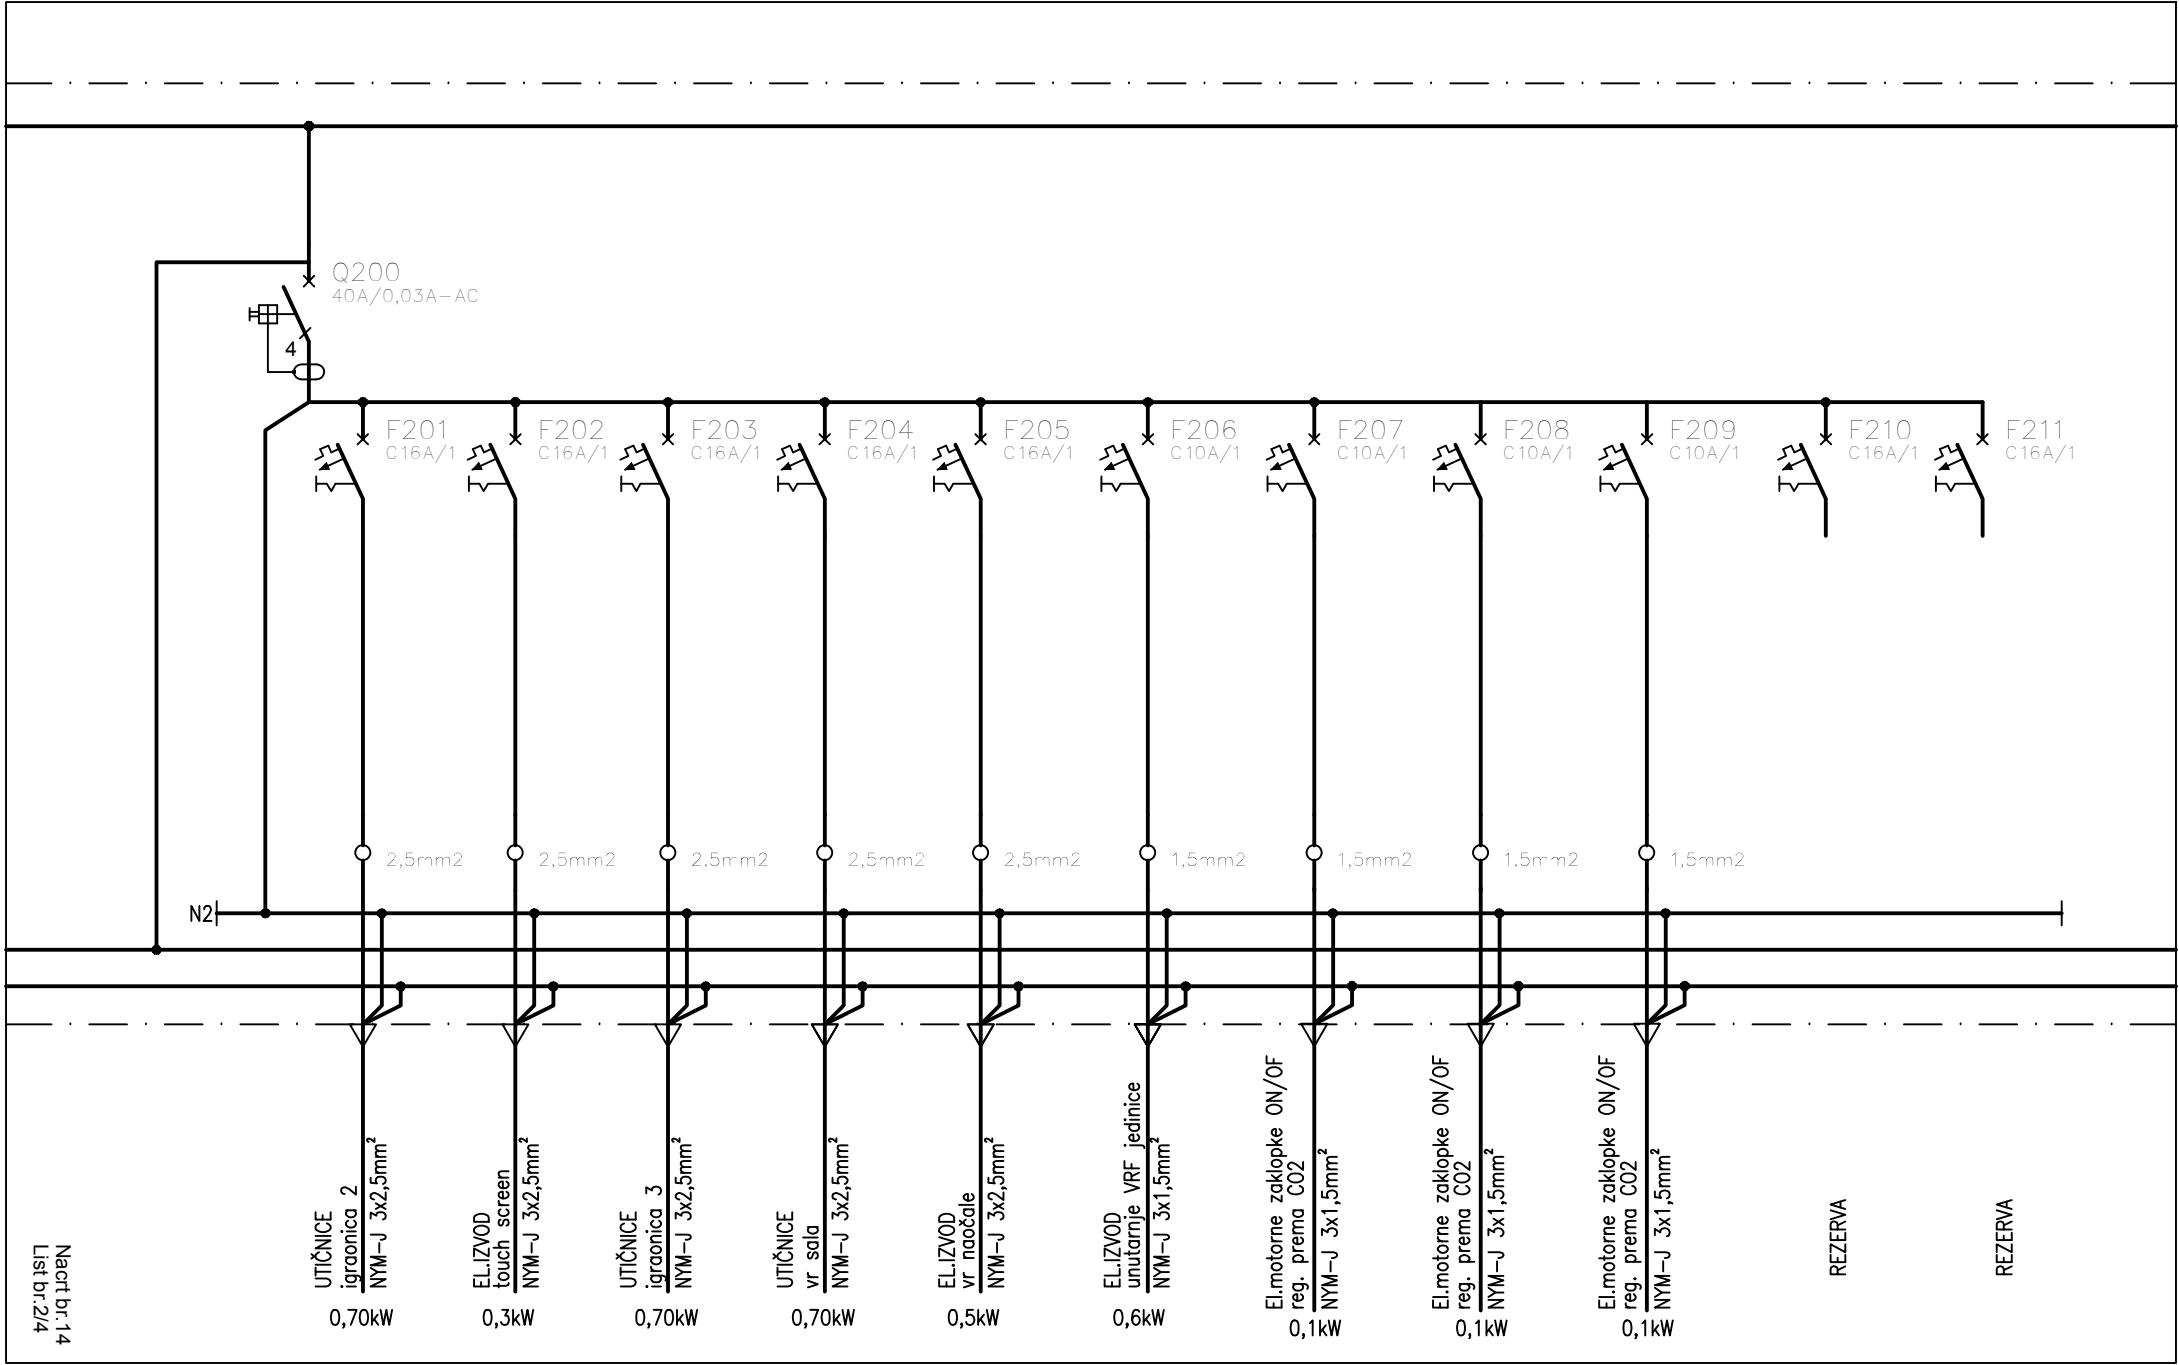 Q200
40A/0,03A-AC
4
F201
C16A/1
F202
C16A/1
F203
C16A/1
F204
C16A/1
F205
C16A/1
F206
C10A/1
F207
C10A/1
F208
C10A/1
F209
C10A/1
F210
C16A/1
F211
C16A/1
2,5mm2
2,5mm2
2,5mm2
2,5mm2
2,5mm2
1,5mm2
1,5mm2
1,5mm2
1,5mm2
N2
UTIČNICE
igraonica 2
NYM-J 3x2,5mm²
0,70kW
EL.IZVOD
touch screen
NYM-J 3x2,5mm²
0,3kW
UTIČNICE
igraonica 3
NYM-J 3x2,5mm²
0,70kW
UTIČNICE
vr sala
NYM-J 3x2,5mm²
0,70kW
EL.IZVOD
vr naočale
NYM-J 3x2,5mm²
0,5kW
EL.IZVOD
unutarnje VRF jedinice
NYM-J 3x1,5mm²
0,6kW
El.motorne zaklopke ON/OF
reg. prema CO2
NYM-J 3x1,5mm²
0,1kW
El.motorne zaklopke ON/OF
reg. prema CO2
NYM-J 3x1,5mm²
0,1kW
El.motorne zaklopke ON/OF
reg. prema CO2
NYM-J 3x1,5mm²
0,1kW
REZERVA
REZERVA
Nacrt br.14
List br.2/4